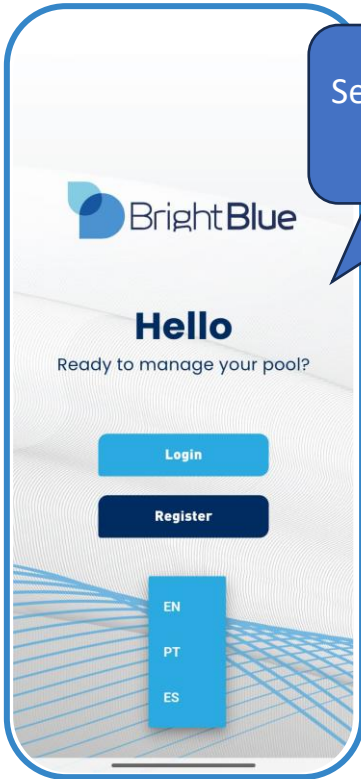 Se
BrightBlue
Hello
Ready to manage your pool?
Login
Register
EN
PT
ES